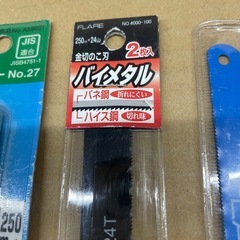 JIS
適合
JISB4751-1
No.27
250
FLARE
NO.4000-100
250㎜×24山
金切のこ刃
2枚入
バイメタル
バネ鋼
折れにくい
ハイス鋼
切れ味
24T